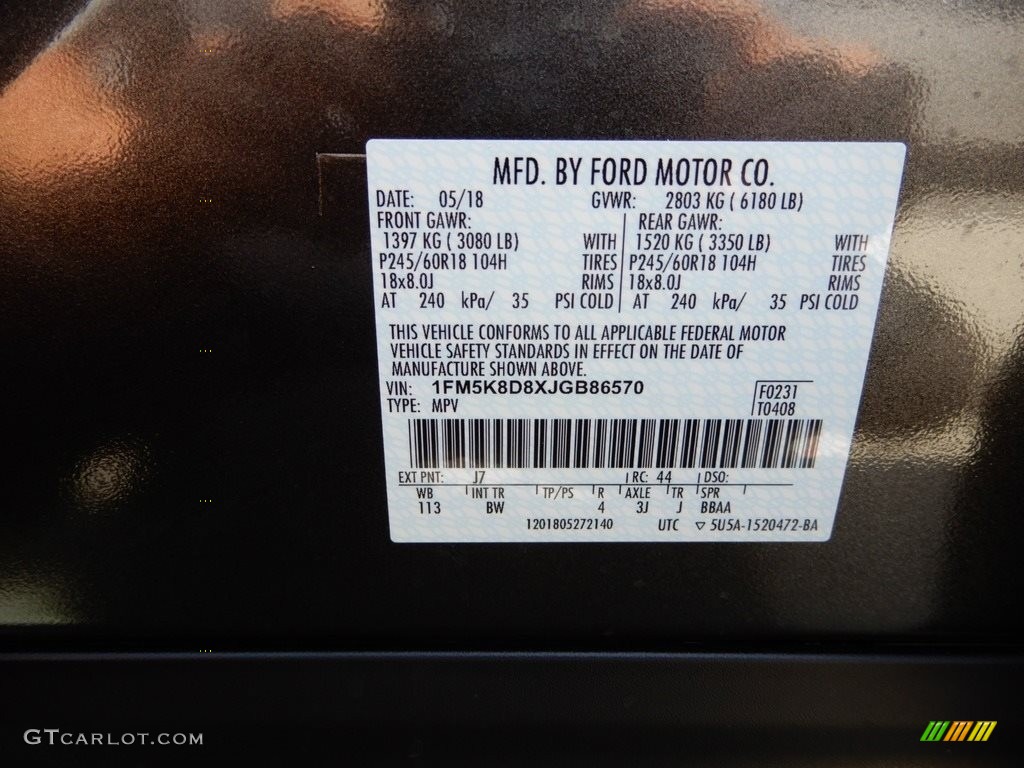 MFD. BY FORD MOTOR CO.
DATE: 05/18 GVWR: 2803 KG ( 6180 LB)
FRONT GAWR: REAR GAWR:
1397 KG ( 3080 LB) WITH 1520 KG ( 3350 LB) WITH
P245/60R18 104H TIRES P245/60R18 104H TIRES
18x8.0J RIMS 18x8.0J RIMS
AT 240 kPa/ 35 PSI COLD AT 240 kPa/ 35 PSI COLD
THIS VEHICLE CONFORMS TO ALL APPLICABLE FEDERAL MOTOR
VEHICLE SAFETY STANDARDS IN EFFECT ON THE DATE OF
MANUFACTURE SHOWN ABOVE.
VIN: 1FM5K8D8XJGB86570 F0231
TYPE: MPV T0408
EXT PNT: J7 RC: 44 DSO:
WB INT TR TP/PS R AXLE TR SPR
113 BW 4 3J J BBAA
1201805272140 UTC ▽ 5U5A-1520472-BA
GTCARLOT.COM